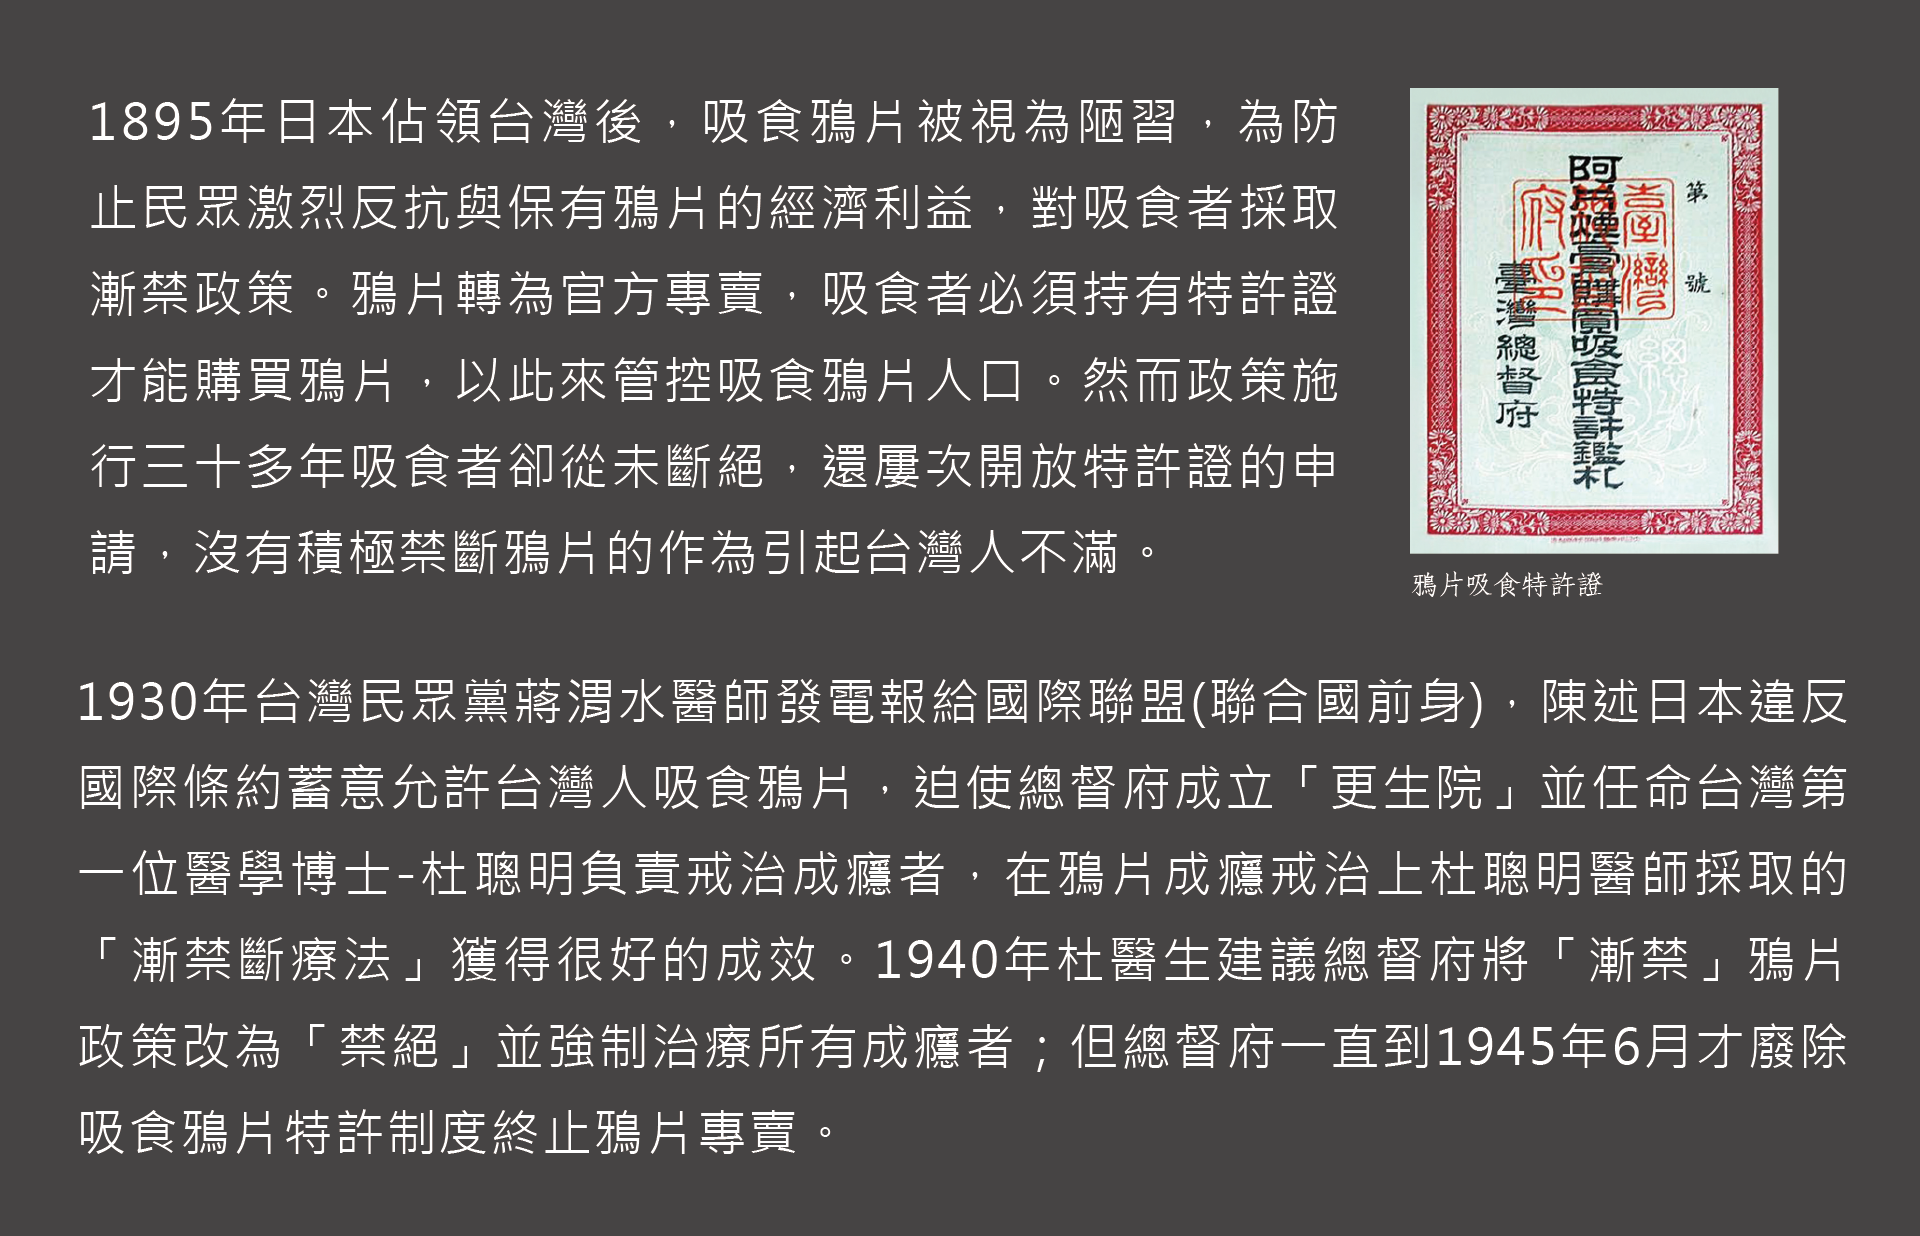 1895年日本佔領台灣後，吸食鴉片被視為陋習，為防
止民眾激烈反抗與保有鴉片的經濟利益，對吸食者採取
漸禁政策。鴉片轉為官方專賣，吸食者必須持有特許證
才能購買鴉片，以此來管控吸食鴉片人口。然而政策施
行三十多年吸食者卻從未斷絕，還屢次開放特許證的申
請，沒有積極禁斷鴉片的作為引起台灣人不滿。
第 號
阿片煙膏購買吸食特許鑑札
臺灣總督府
鴉片吸食特許證
1930年台灣民眾黨蔣渭水醫師發電報給國際聯盟(聯合國前身)，陳述日本違反
國際條約蓄意允許台灣人吸食鴉片，迫使總督府成立「更生院」並任命台灣第
一位醫學博士-杜聰明負責戒治成癮者，在鴉片成癮戒治上杜聰明醫師採取的
「漸禁斷療法」獲得很好的成效。1940年杜醫生建議總督府將「漸禁」鴉片
政策改為「禁絕」並強制治療所有成癮者；但總督府一直到1945年6月才廢除
吸食鴉片特許制度終止鴉片專賣。